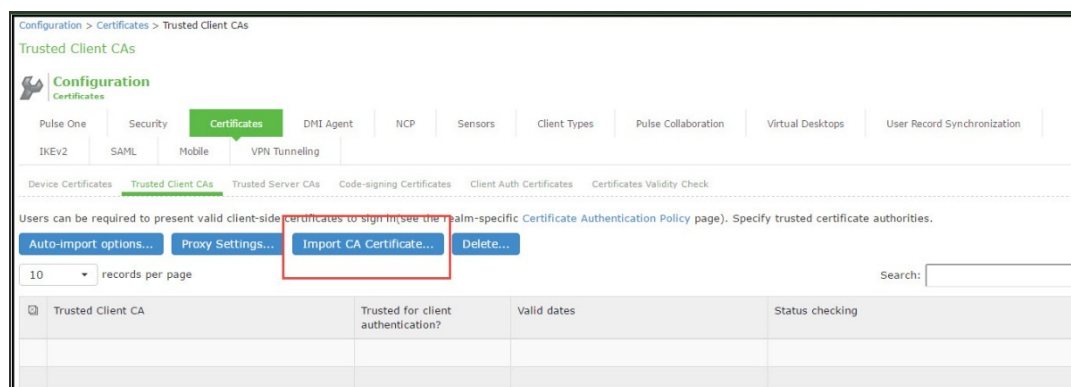 Configuration > Certificates > Trusted Client CAs
Trusted Client CAs
Configuration
Certificates
Pulse One Security Certificates DMI Agent NCP Sensors Client Types Pulse Collaboration Virtual Desktops User Record Synchronization
IKEv2 SAML Mobile VPN Tunneling
Device Certificates Trusted Client CAs Trusted Server CAs Code-signing Certificates Client Auth Certificates Certificates Validity Check
Users can be required to present valid client-side certificates to sign in(see the realm-specific Certificate Authentication Policy page). Specify trusted certificate authorities.
Auto-import options... Proxy Settings... Import CA Certificate... Delete...
10 records per page Search:
Trusted Client CA Trusted for client Valid dates Status checking
authentication?